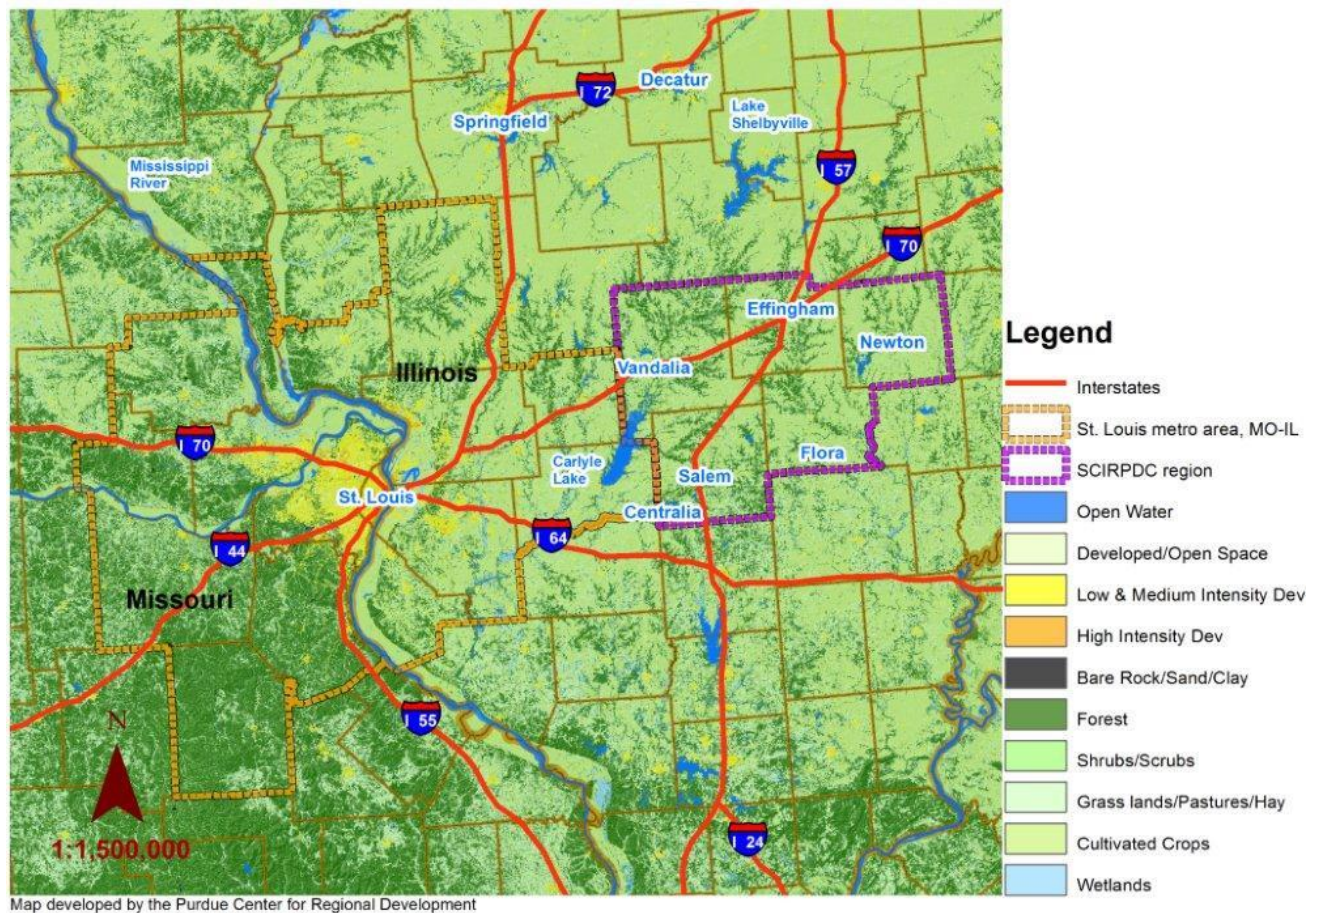 Decatur
I 72
Lake
Shelbyville
Springfield
Mississippi
River
I 57
I 70
Effingham
Newton
Illinois
Vandalia
I 70
Flora
Carlyle
Lake
Salem
St. Louis
Centralia
I 64
I 44
Missouri
N
I 55
1:1,500,000
I 24
Legend
Interstates
St. Louis metro area, MO-IL
SCIRPDC region
Open Water
Developed/Open Space
Low & Medium Intensity Dev
High Intensity Dev
Bare Rock/Sand/Clay
Forest
Shrubs/Scrubs
Grass lands/Pastures/Hay
Cultivated Crops
Wetlands
Map developed by the Purdue Center for Regional Development